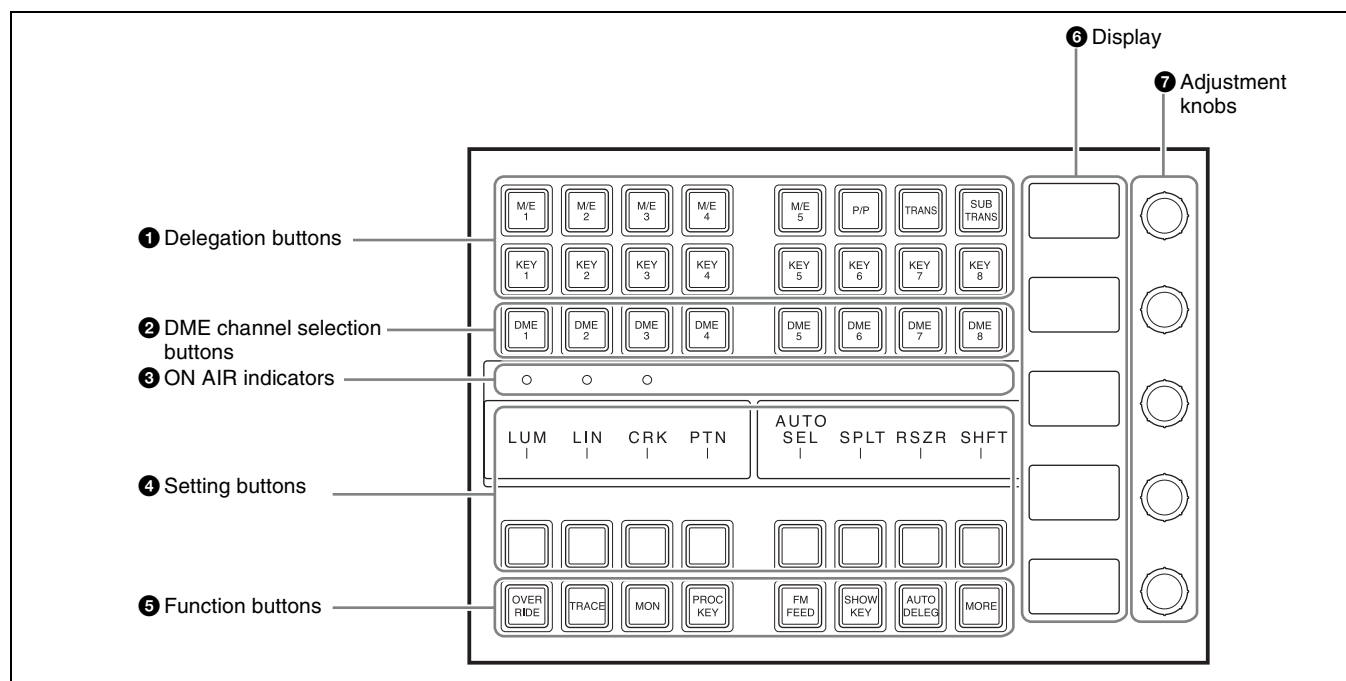 ❻ Display
❼ Adjustment
knobs
M/E 1
M/E 2
M/E 3
M/E 4
M/E 5
P/P
TRANS
SUB TRANS
❶ Delegation buttons
KEY 1
KEY 2
KEY 3
KEY 4
KEY 5
KEY 6
KEY 7
KEY 8
❷ DME channel selection
buttons
DME 1
DME 2
DME 3
DME 4
DME 5
DME 6
DME 7
DME 8
❸ ON AIR indicators
LUM
LIN
CRK
PTN
AUTO SEL
SPLT
RSZR
SHFT
❹ Setting buttons
❺ Function buttons
OVER RIDE
TRACE
MON
PROC KEY
FM FEED
SHOW KEY
AUTO DELEG
MORE